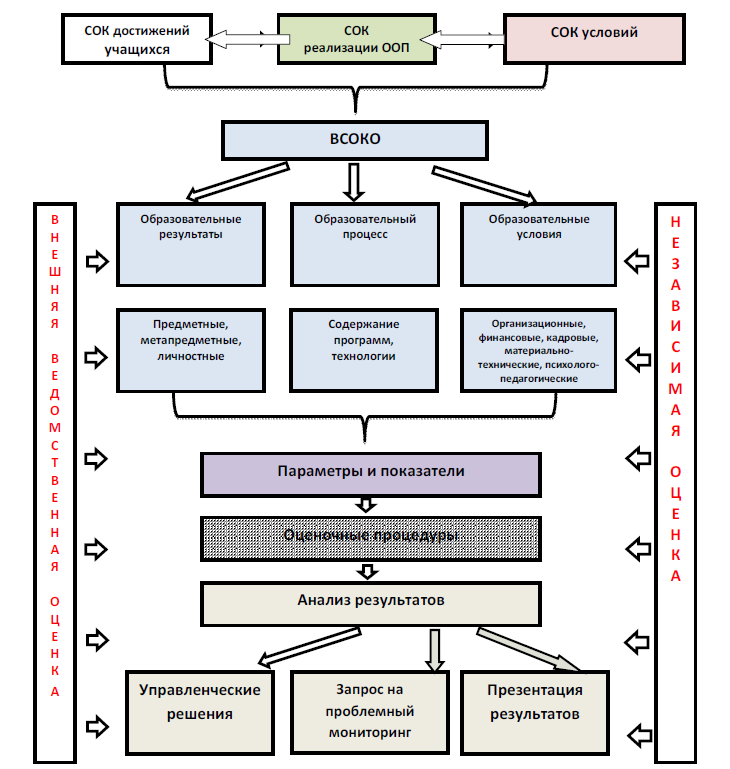 СОК достижений
учащихся
СОК
реализации ООП
СОК условий
ВСОКО
ВНЕШНЯЯ ВЕДОМСТВЕННАЯ ОЦЕНКА
Образовательные
результаты
Образовательный
процесс
Образовательные
условия
НЕЗАВИСИМАЯ ОЦЕНКА
Предметные,
метапредметные,
личностные
Содержание
программ,
технологии
Организационные,
финансовые, кадровые,
материально-
технические, психолого-
педагогические
Параметры и показатели
Оценочные процедуры
Анализ результатов
Управленческие
решения
Запрос на
проблемный
мониторинг
Презентация
результатов